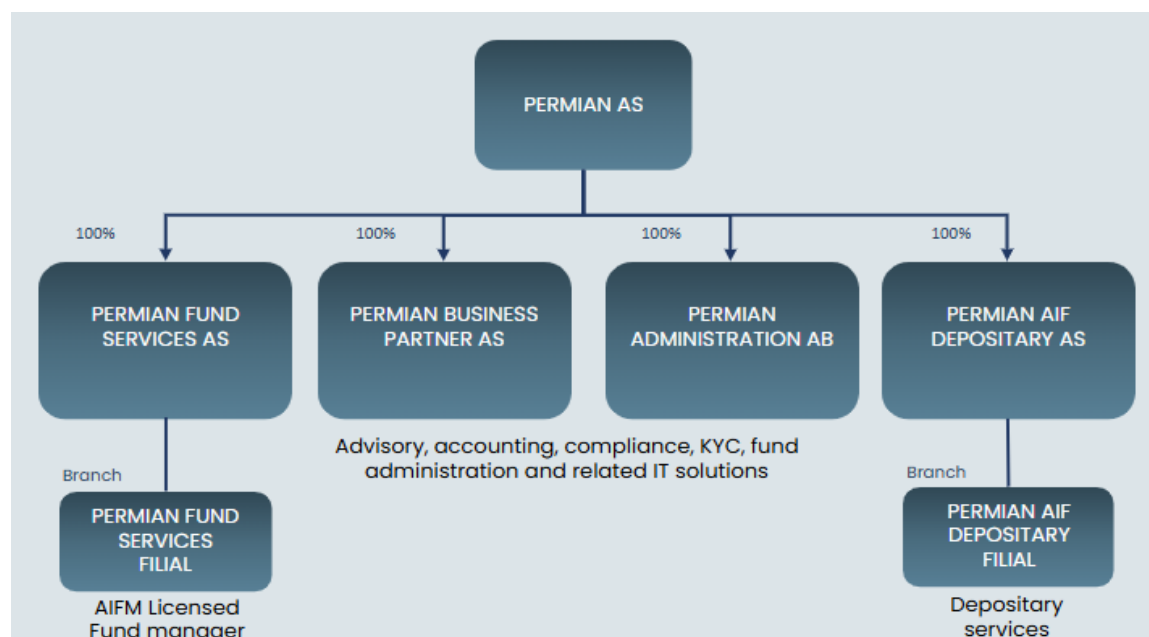 PERMIAN AS
100%
100%
100%
100%
PERMIAN FUND
SERVICES AS
PERMIAN BUSINESS
PARTNER AS
PERMIAN
ADMINISTRATION AB
PERMIAN AIF
DEPOSITARY AS
Advisory, accounting, compliance, KYC, fund
administration and related IT solutions
Branch
PERMIAN FUND
SERVICES
FILIAL
AIFM Licensed
Fund manager
Branch
PERMIAN AIF
DEPOSITARY
FILIAL
Depositary
services